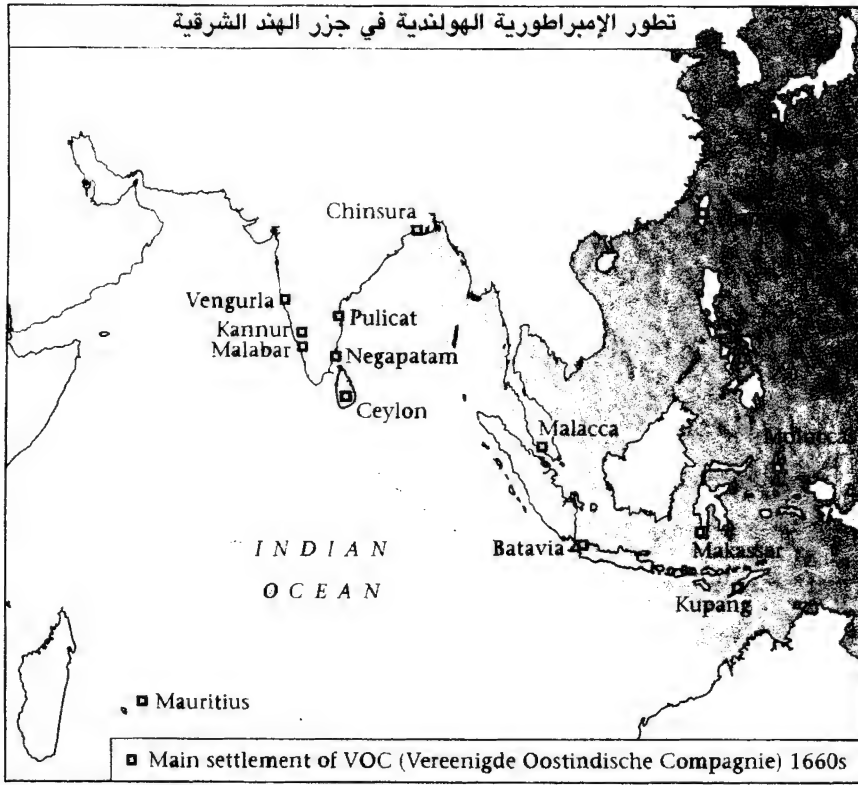 تطور الإمبراطورية الهولندية في جزر الهند الشرقية
Chinsura
Vengurla
Kannur
Malabar
Pulicat
Negapatam
Ceylon
Malacca
Batavia
Makassar
Kupang
INDIAN
OCEAN
Mauritius
Main settlement of VOC (Vereenigde Oostindische Compagnie) 1660s